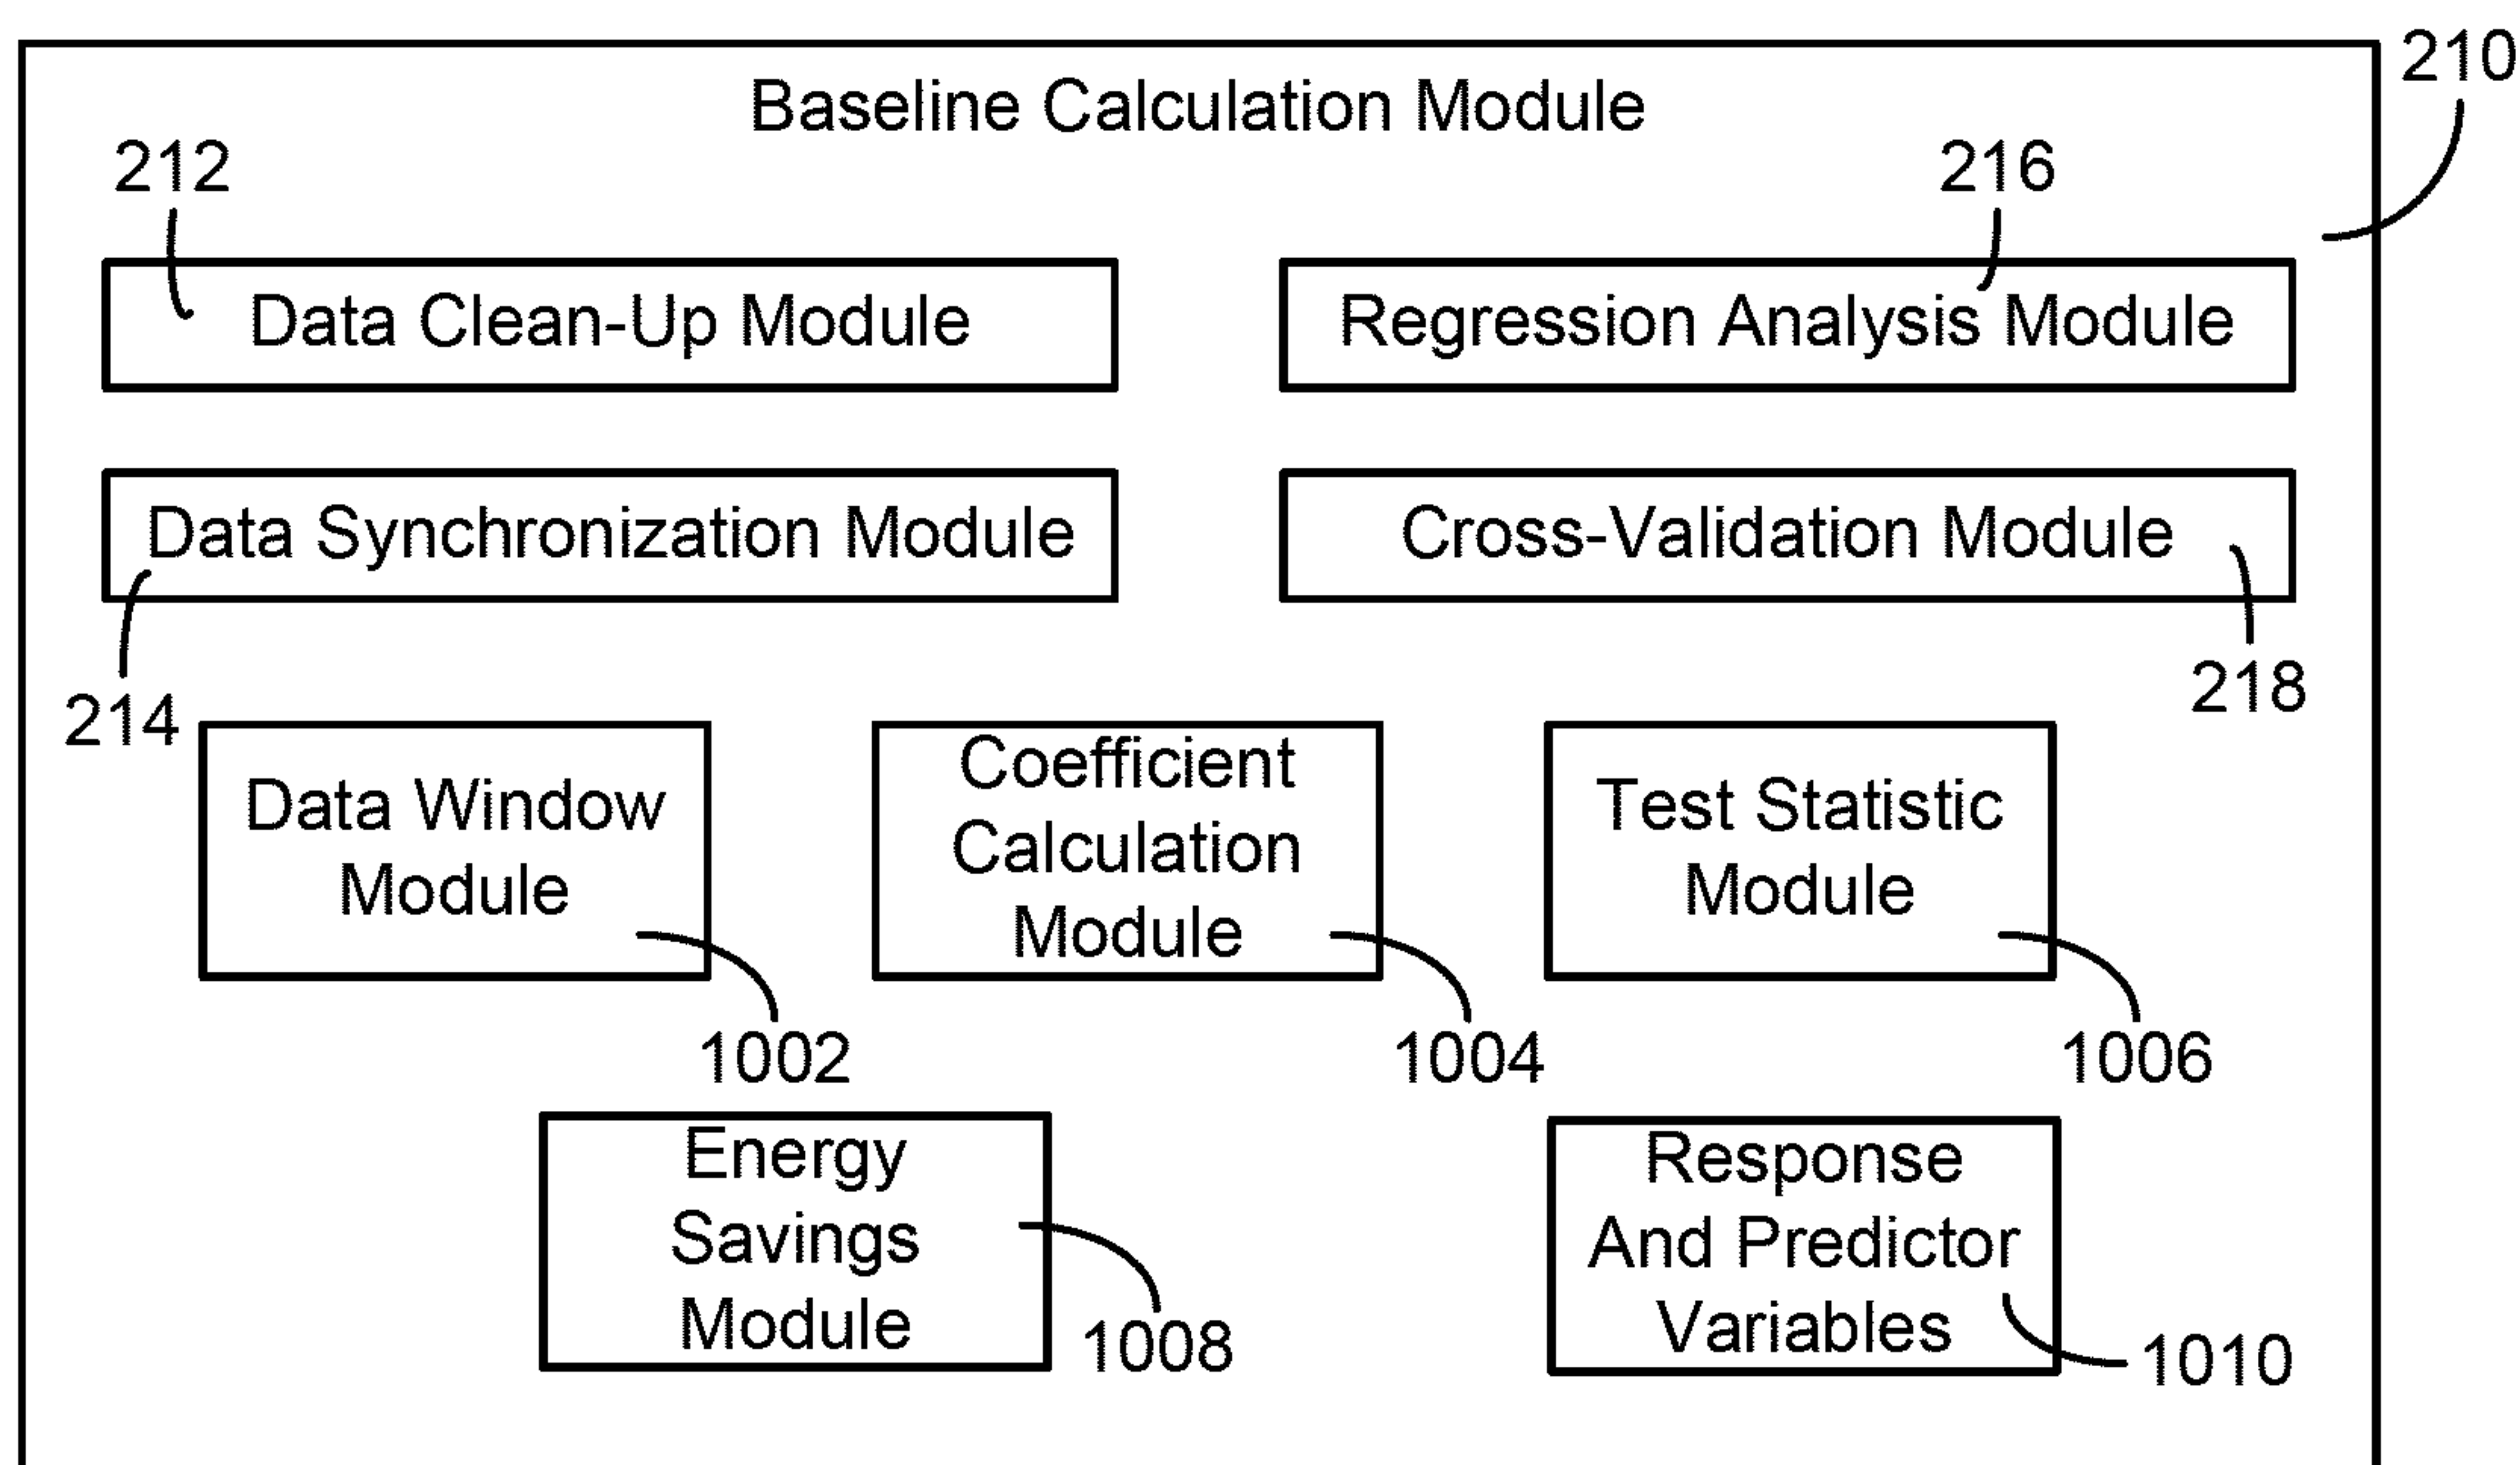 210
Baseline Calculation Module
212
216
Data Clean-Up Module
Regression Analysis Module
Data Synchronization Module
Cross-Validation Module
214
218
Data Window
Module
1002
Coefficient
Calculation
Module
1004
Test Statistic
Module
1006
Energy
Savings
Module
1008
Response
And Predictor
Variables
1010